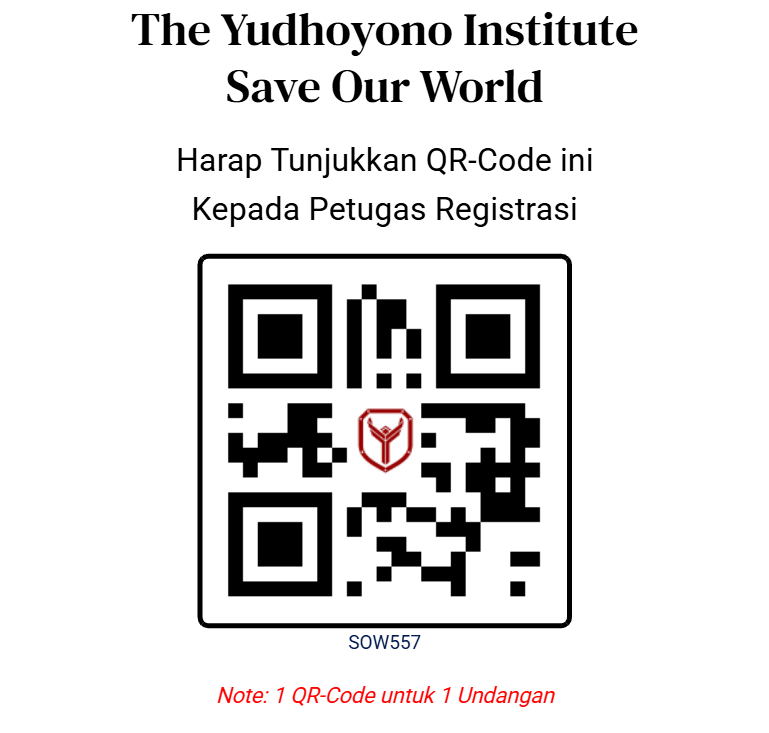 The Yudhoyono Institute
Save Our World
Harap Tunjukkan QR-Code ini
Kepada Petugas Registrasi
SOW557
Note: 1 QR-Code untuk 1 Undangan